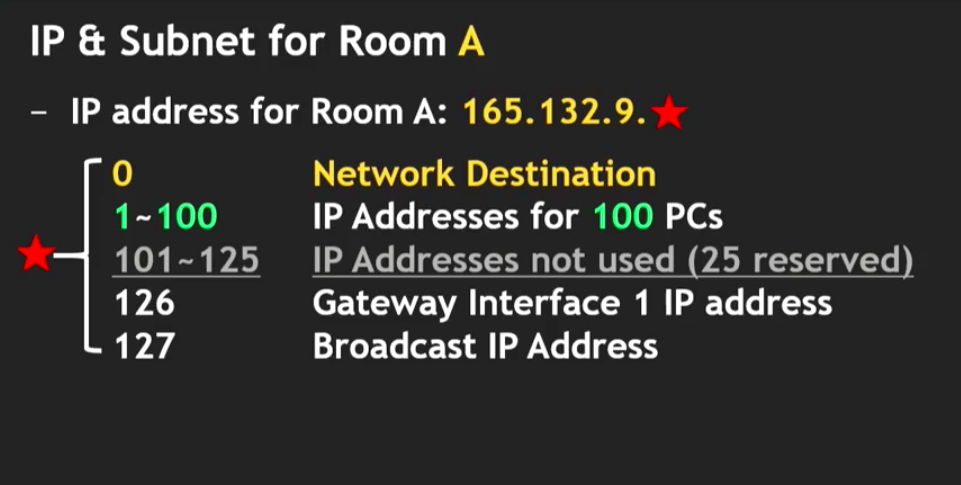 IP & Subnet for Room A
– IP address for Room A: 165.132.9.★
0 Network Destination
1~100 IP Addresses for 100 PCs
★ 101~125 IP Addresses not used (25 reserved)
126 Gateway Interface 1 IP address
127 Broadcast IP Address